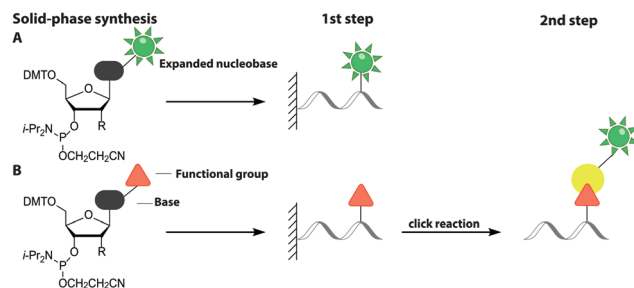 Solid-phase synthesis 1st step 2nd step
A
Expanded nucleobase
DMTO
O
O
R
i-Pr₂N
P
OCH₂CH₂CN
B
Functional group
Base
DMTO
O
O
R
i-Pr₂N
P
OCH₂CH₂CN
click reaction